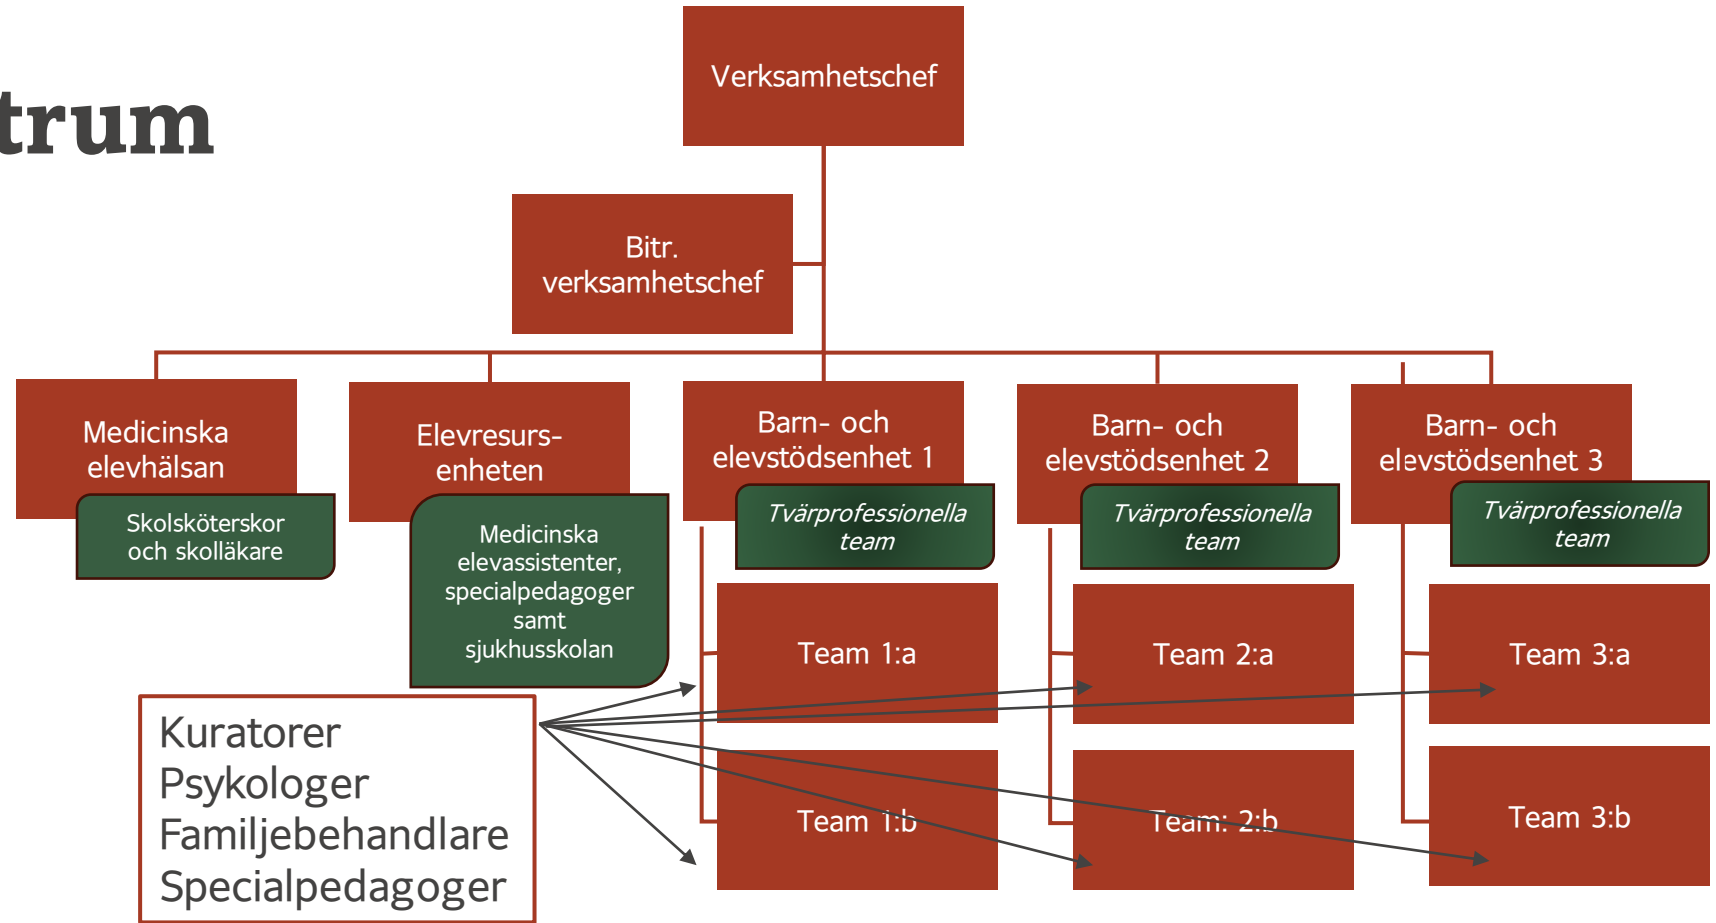 trum
Verksamhetschef
Bitr.
verksamhetschef
Medicinska
elevhälsan
Skolsköterskor
och skolläkare
Elevresurs-
enheten
Medicinska
elevassistenter,
specialpedagoger
samt
sjukhusskolan
Barn- och
elevstödsenhet 1
Tvärprofessionella
team
Team 1:a
Team 1:b
Barn- och
elevstödsenhet 2
Tvärprofessionella
team
Team 2:a
Team: 2:b
Barn- och
elevstödsenhet 3
Tvärprofessionella
team
Team 3:a
Team 3:b
Kuratorer
Psykologer
Familjebehandlare
Specialpedagoger